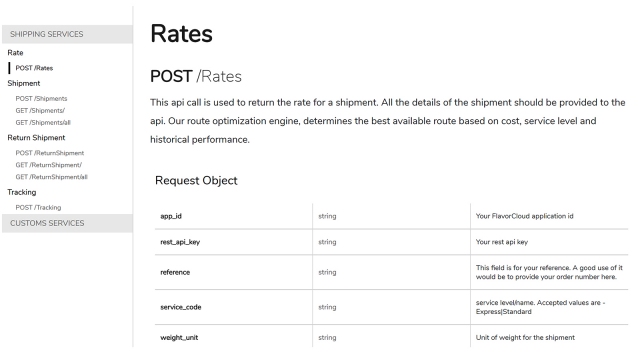 SHIPPING SERVICES
Rate
POST /Rates
Shipment
POST /Shipments
GET /Shipments/
GET /Shipments/all
Return Shipment
POST /ReturnShipment
GET /ReturnShipment/
GET /ReturnShipment/all
Tracking
POST /Tracking
CUSTOMS SERVICES
Rates
POST /Rates
This api call is used to return the rate for a shipment. All the details of the shipment should be provided to the
api. Our route optimization engine, determines the best available route based on cost, service level and
historical performance.
Request Object
app_id string Your FlavorCloud application id
rest_api_key string Your rest api key
reference string This field is for your reference. A good use of it
would be to provide your order number here.
service_code string service level/name. Accepted values are -
Express|Standard
weight_unit string Unit of weight for the shipment